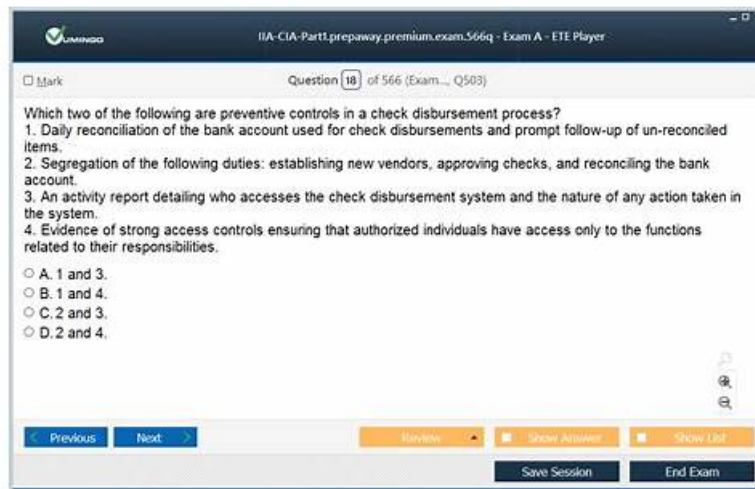 VUMINGO
IIA-CIA-Part1.prepaway.premium.exam.566q - Exam A - ETE Player
Mark
Question 18 of 566 (Exam..., Q503)
Which two of the following are preventive controls in a check disbursement process?
1. Daily reconciliation of the bank account used for check disbursements and prompt follow-up of un-reconciled
items.
2. Segregation of the following duties: establishing new vendors, approving checks, and reconciling the bank
account.
3. An activity report detailing who accesses the check disbursement system and the nature of any action taken in
the system.
4. Evidence of strong access controls ensuring that authorized individuals have access only to the functions
related to their responsibilities.
A. 1 and 3.
B. 1 and 4.
C. 2 and 3.
D. 2 and 4.
Previous Next Review Show Answer Show List
Save Session End Exam